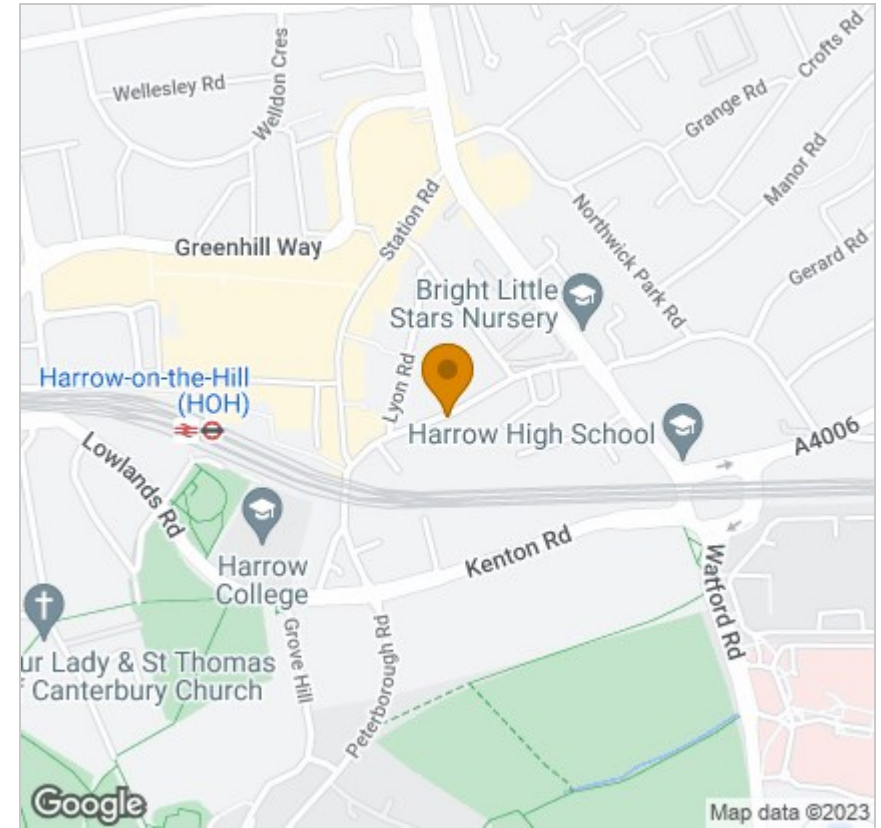 Crofts Rd
Welldon Cres
Wellesley Rd
Grange Rd
Manor Rd
Station Rd
Northwick Park Rd
Greenhill Way
Gerard Rd
Bright Little
Stars Nursery
Lyon Rd
Harrow-on-the-Hill
(HOH)
Harrow High School
A4006
Lowlands Rd
Kenton Rd
Harrow
College
Watford Rd
Grove Hill
Peterborough Rd
ur Lady & St Thomas
f Canterbury Church
Google
Map data ©2023